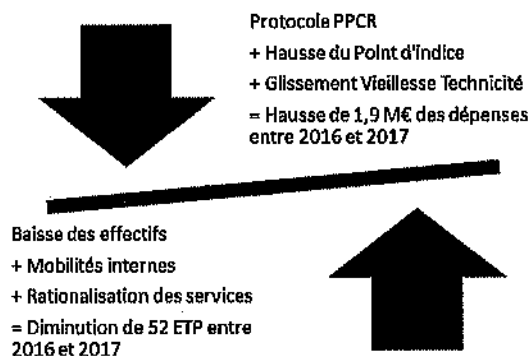 Protocole PPCR
+ Hausse du Point d'indice
+ Glissement Vieillesse Technicité
= Hausse de 1,9 M€ des dépenses
entre 2016 et 2017
Baisse des effectifs
+ Mobilités internes
+ Rationalisation des services
= Diminution de 52 ETP entre
2016 et 2017